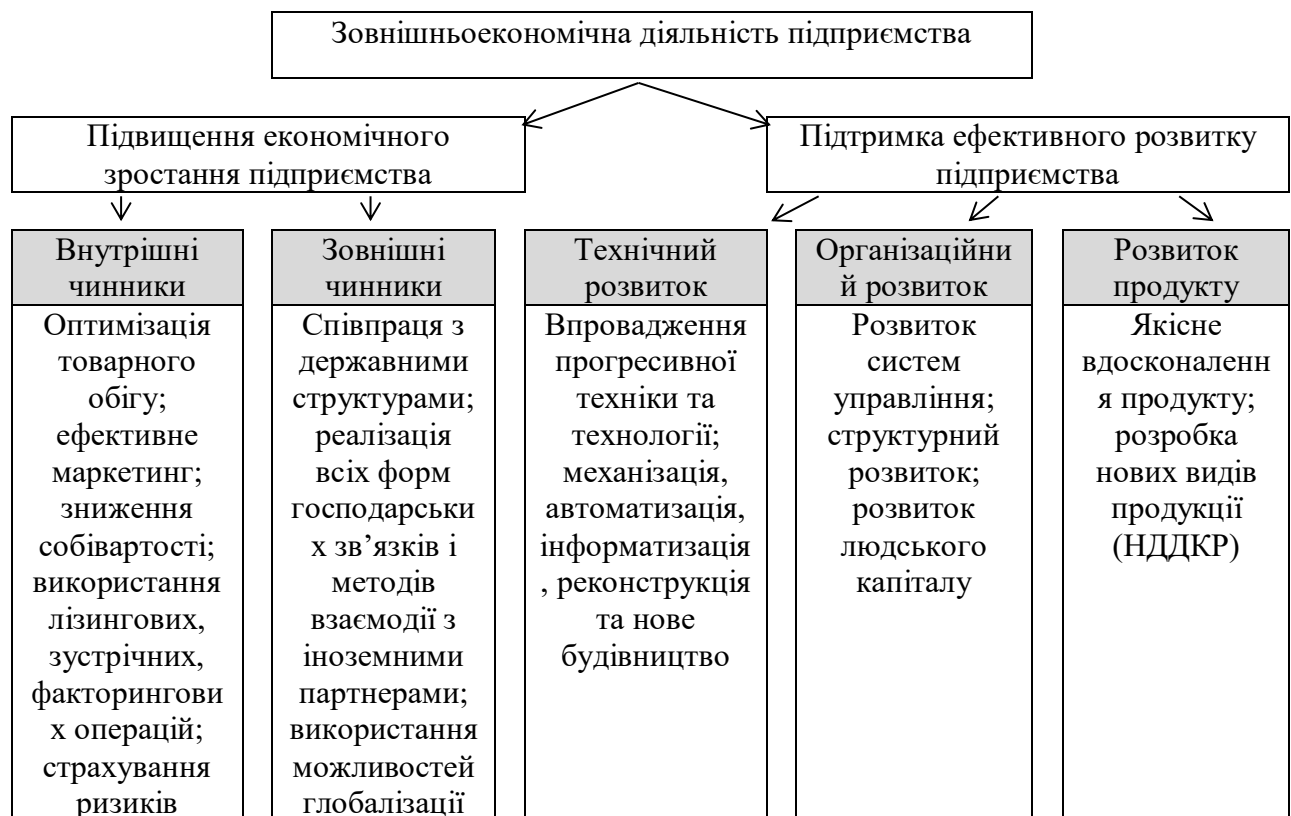 Зовнішньоекономічна діяльність підприємства
Підвищення економічного
зростання підприємства
Підтримка ефективного розвитку
підприємства
Внутрішні
чинники
Оптимізація
товарного
обігу;
ефективне
маркетинг;
зниження
собівартості;
використання
лізингових,
зустрічних,
факторингови
х операцій;
страхування
ризиків
Зовнішні
чинники
Співпраця з
державними
структурами;
реалізація
всіх форм
господарськи
х зв’язків і
методів
взаємодії з
іноземними
партнерами;
використання
можливостей
глобалізації
Технічний
розвиток
Впровадження
прогресивної
техніки та
технології;
механізація,
автоматизація,
інформатизація
, реконструкція
та нове
будівництво
Організаційни
й розвиток
Розвиток
систем
управління;
структурний
розвиток;
розвиток
людського
капіталу
Розвиток
продукту
Якісне
вдосконаленн
я продукту;
розробка
нових видів
продукції
(НДДКР)